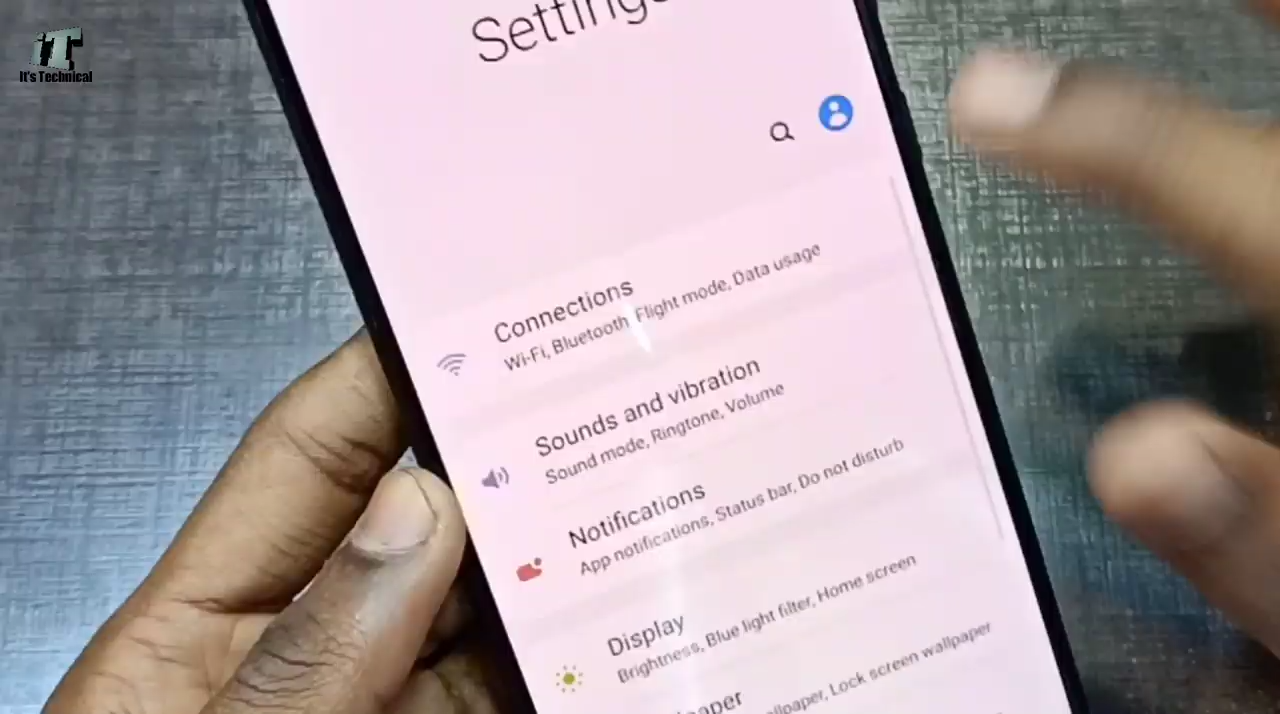 iT
It's Technical
Settings
Connections
Wi-Fi, Bluetooth, Flight mode, Data usage
Sounds and vibration
Sound mode, Ringtone, Volume
Notifications
App notifications, Status bar, Do not disturb
Display
Brightness, Blue light filter, Home screen
Lock screen wallpaper